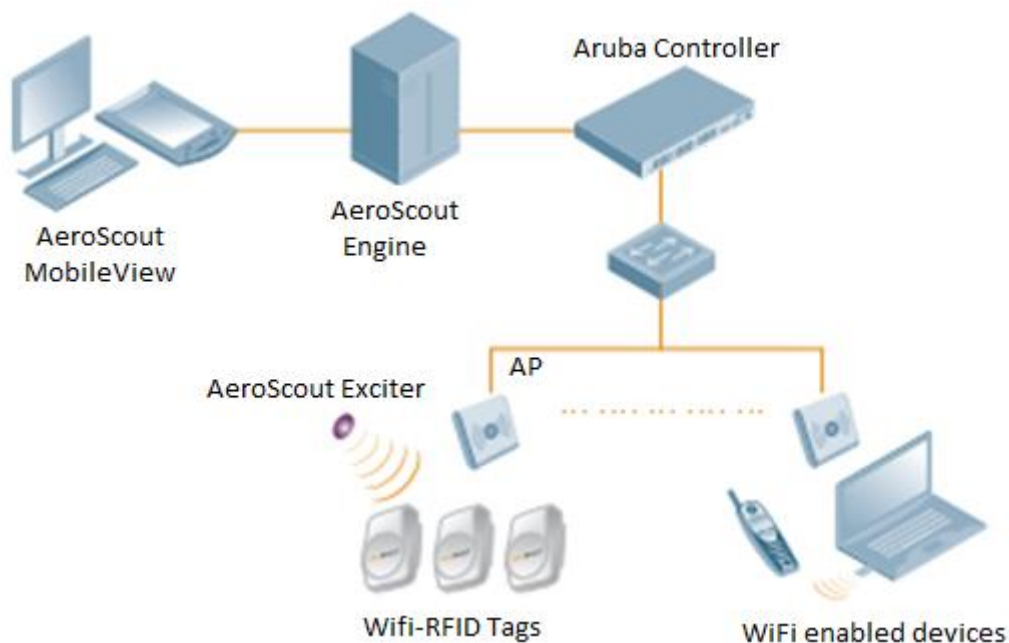 Aruba Controller
AeroScout
Engine
AeroScout
MobileView
AP
AeroScout Exciter
Wifi-RFID Tags
WiFi enabled devices